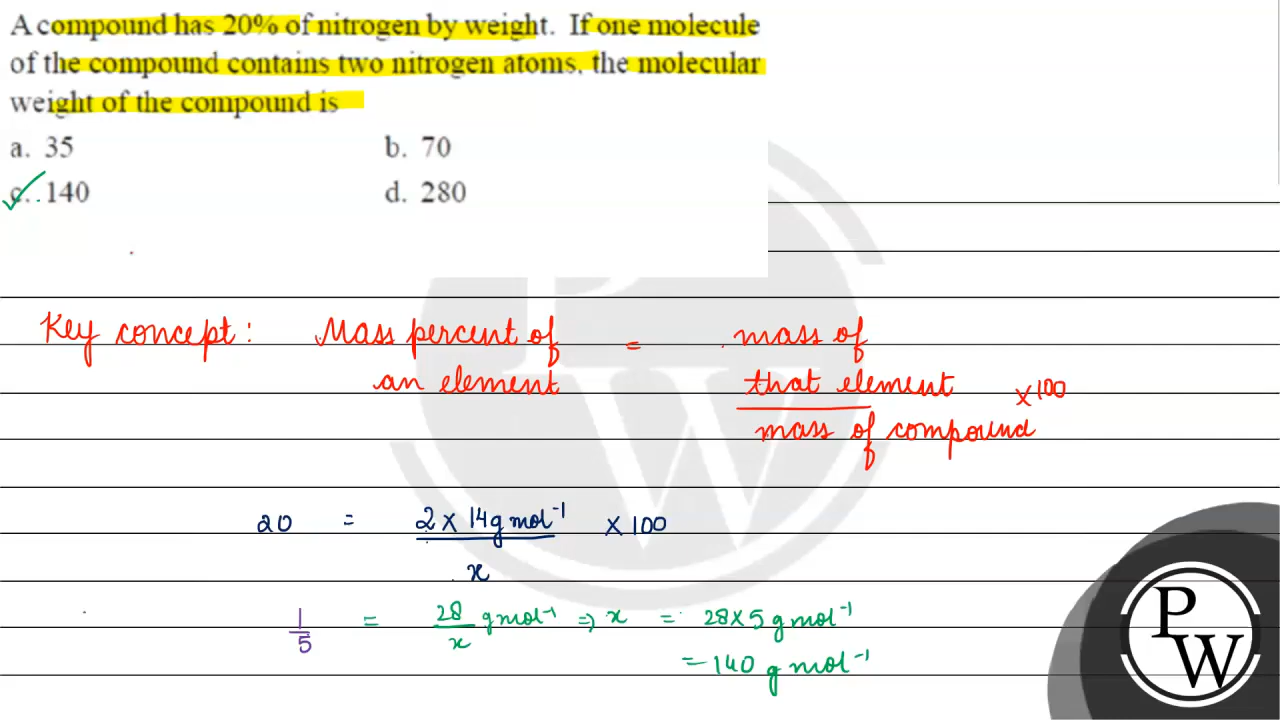 A compound has 20% of nitrogen by weight. If one molecule
of the compound contains two nitrogen atoms, the molecular
weight of the compound is
a. 35 b. 70
c. 140 d. 280
Key concept: Mass percent of an element = mass of that element / mass of compound × 100
20 = 2 × 14 g mol⁻¹ / x × 100
1/5 = 28/x g mol⁻¹ ⇒ x = 28 × 5 g mol⁻¹
= 140 g mol⁻¹
PW